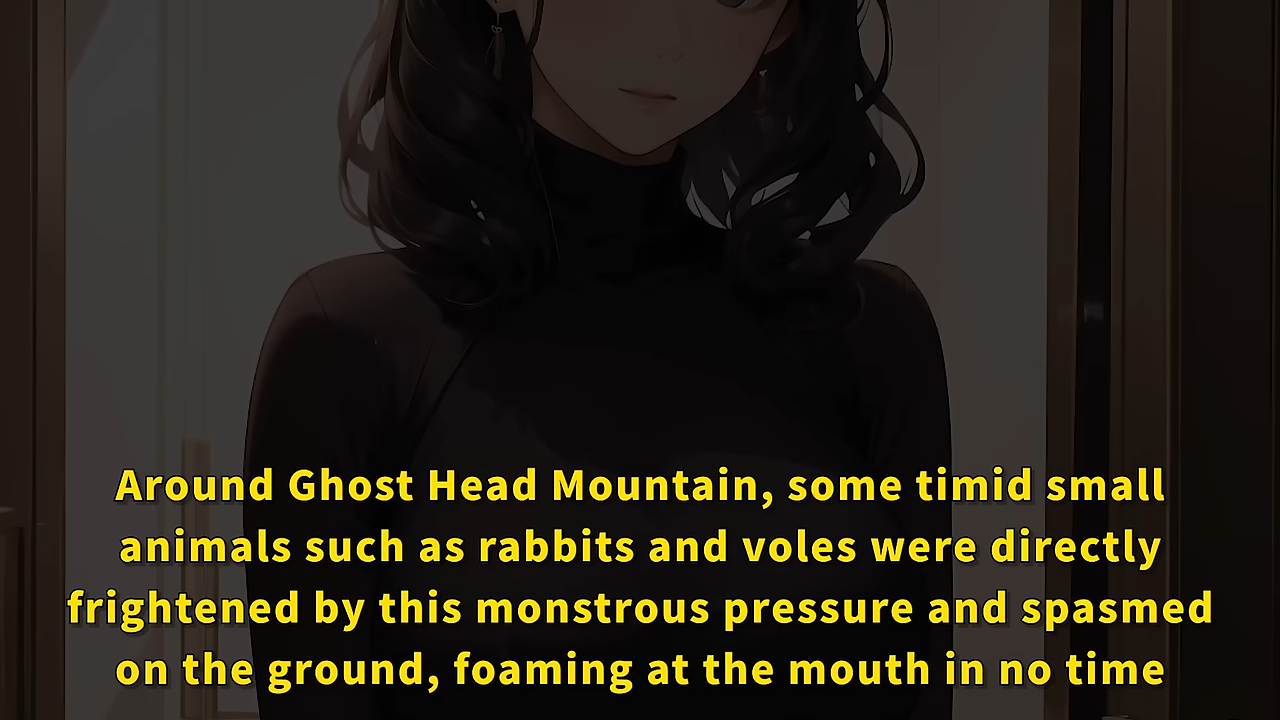 Around Ghost Head Mountain, some timid small
animals such as rabbits and voles were directly
frightened by this monstrous pressure and spasmed
on the ground, foaming at the mouth in no time